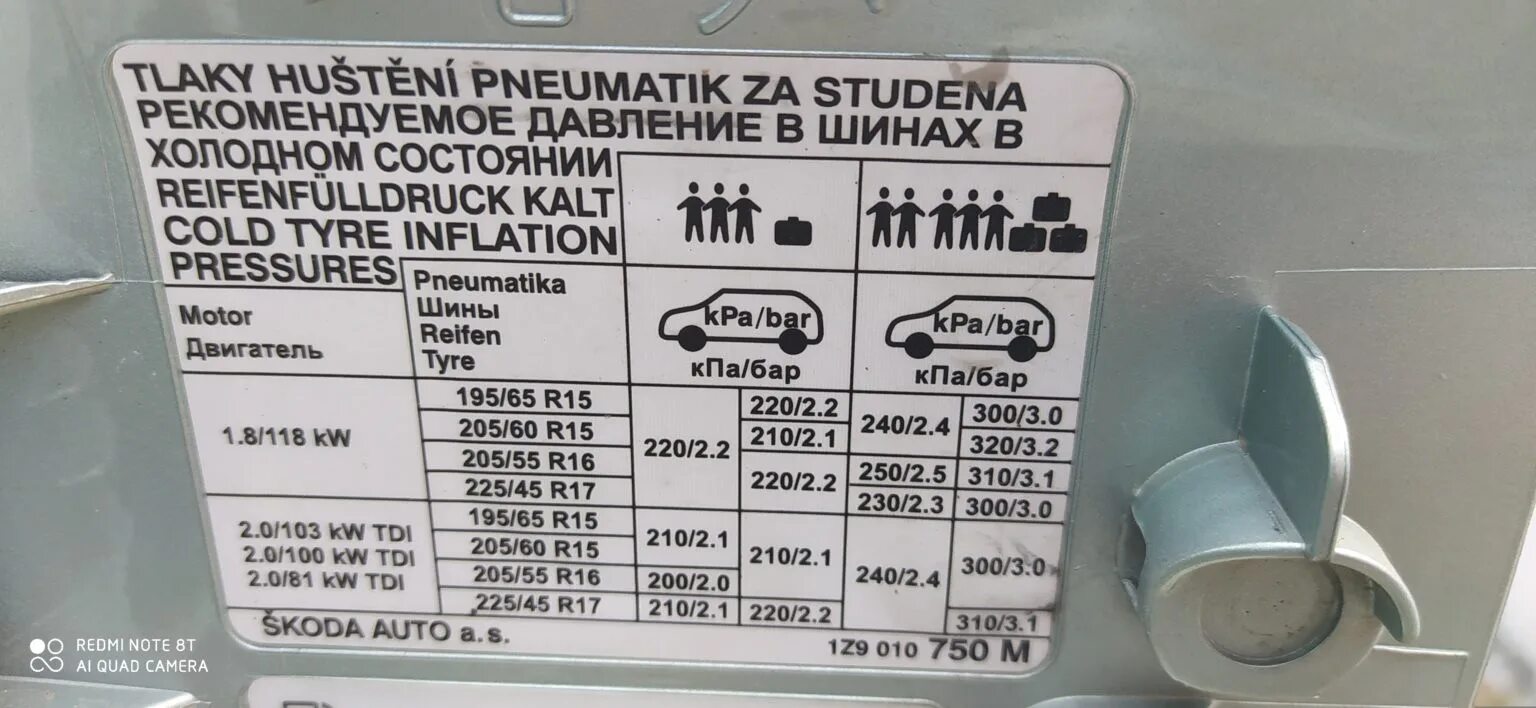 TLAKY HUŠTĚNÍ PNEUMATIK ZA STUDENA
РЕКОМЕНДУЕМОЕ ДАВЛЕНИЕ В ШИНАХ В
ХОЛОДНОМ СОСТОЯНИИ
REIFENFÜLLDRUCK KALT
COLD TYRE INFLATION
PRESSURES
Motor
Двигатель
Pneumatika
Шины
Reifen
Tyre
kPa/bar
кПа/бар
kPa/bar
кПа/бар
1.8/118 kW
195/65 R15
205/60 R15
205/55 R16
225/45 R17
220/2.2
220/2.2
210/2.1
220/2.2
240/2.4
250/2.5
230/2.3
300/3.0
320/3.2
310/3.1
300/3.0
2.0/103 kW TDI
2.0/100 kW TDI
2.0/81 kW TDI
195/65 R15
205/60 R15
205/55 R16
225/45 R17
210/2.1
200/2.0
210/2.1
210/2.1
220/2.2
240/2.4
300/3.0
310/3.1
ŠKODA AUTO a.s.
1Z9 010 750 M
REDMI NOTE 8T
AI QUAD CAMERA